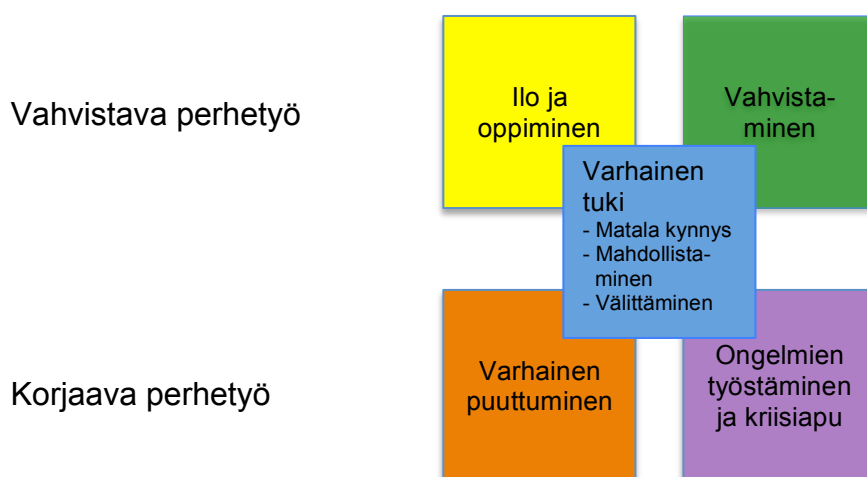 Vahvistava perhetyö
Ilo ja
oppiminen
Vahvista-
minen
Varhainen
tuki
- Matala kynnys
- Mahdollista-
minen
- Välittäminen
Korjaava perhetyö
Varhainen
puuttuminen
Ongelmien
työstäminen
ja kriisiapu